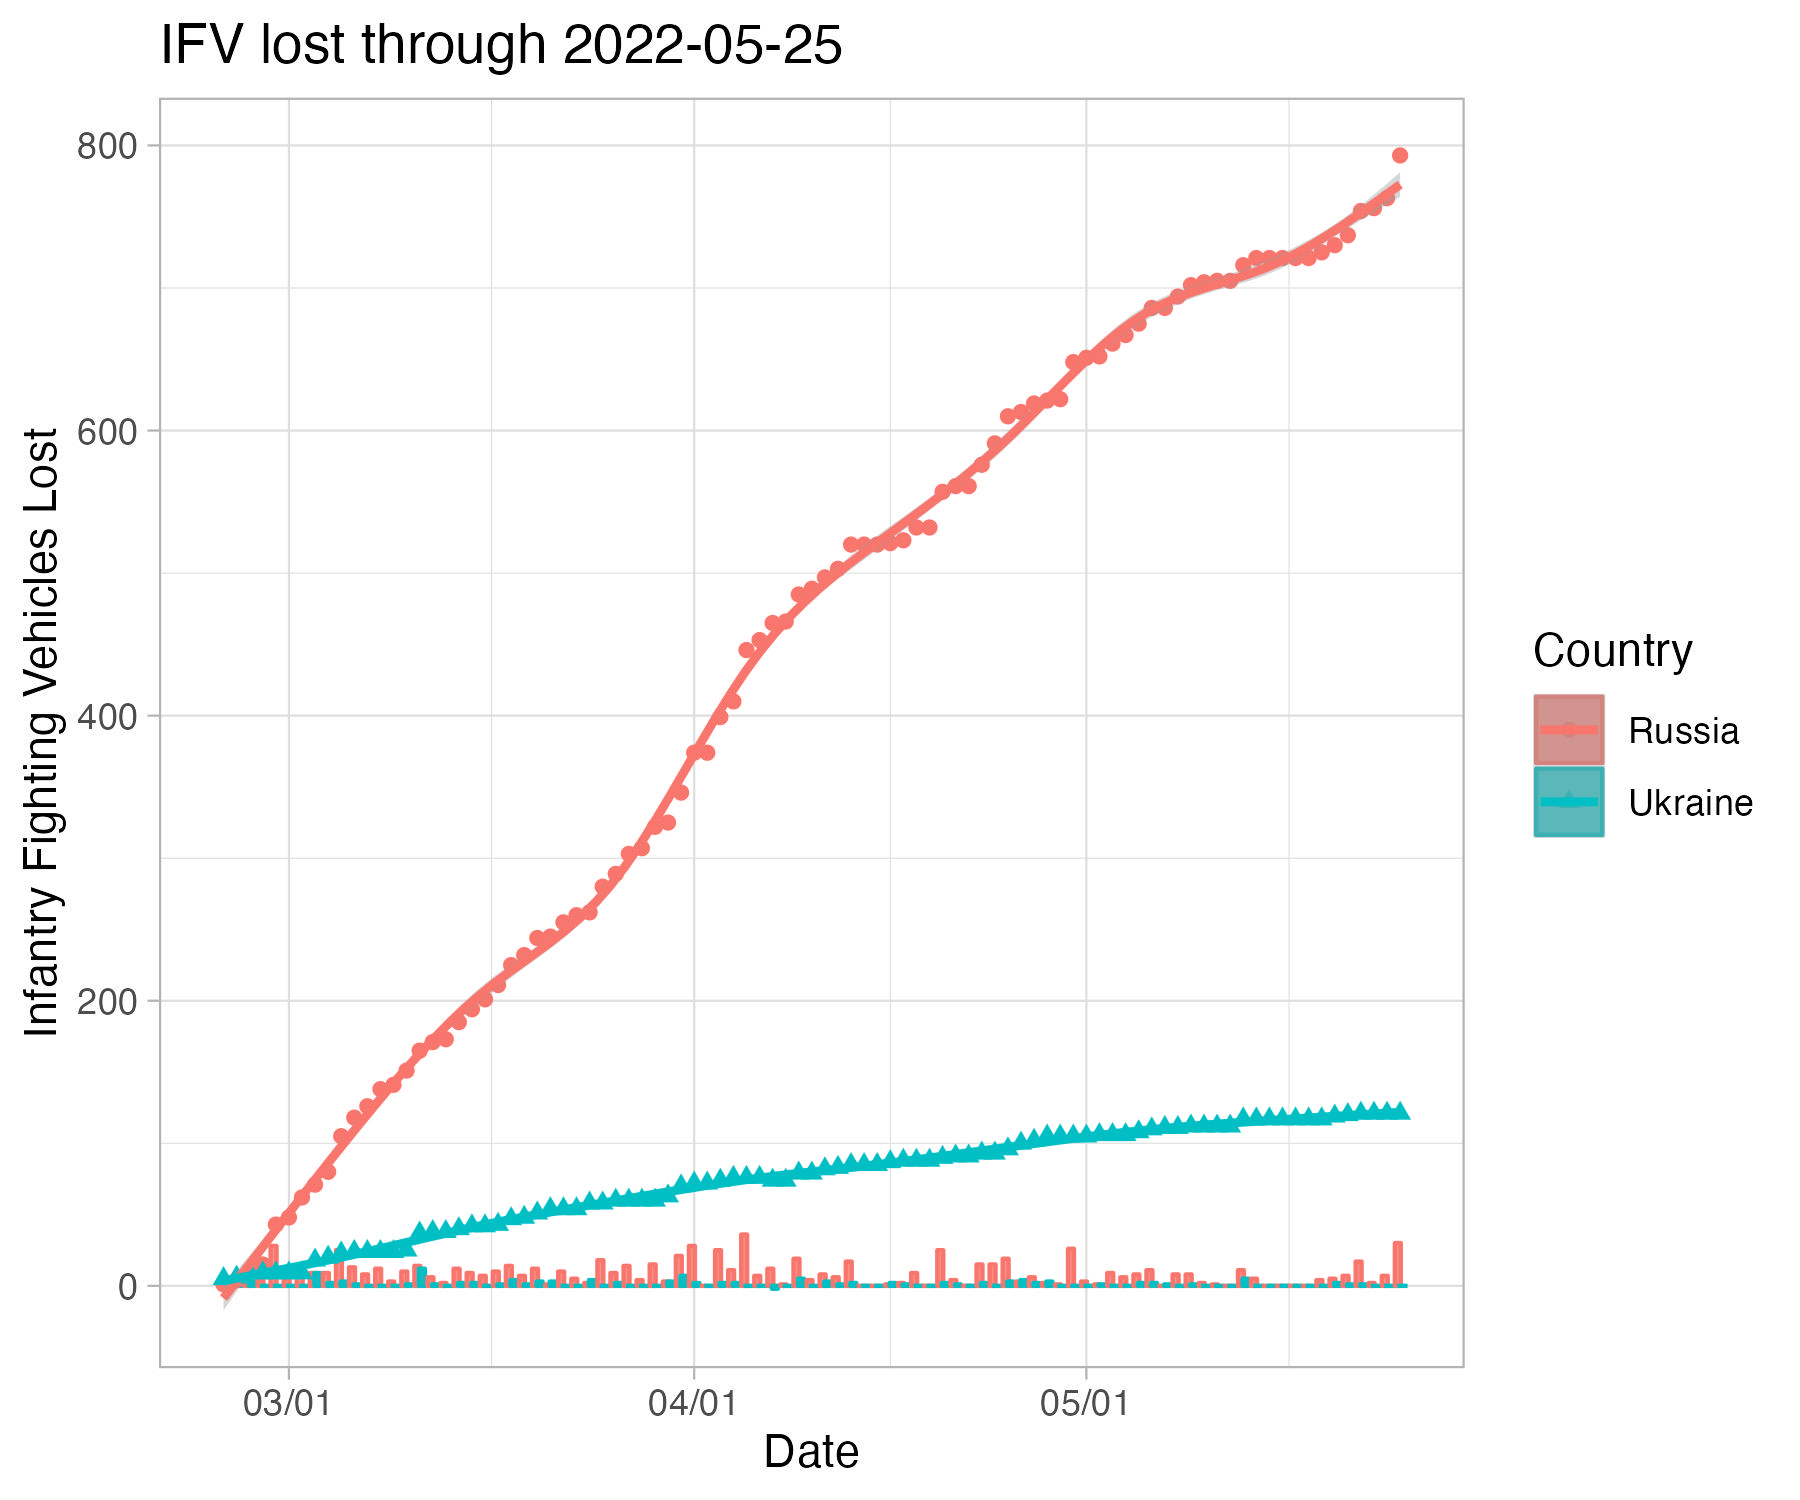 IFV lost through 2022-05-25
Infantry Fighting Vehicles Lost
800
600
400
200
0
03/01
04/01
05/01
Date
Country
Russia
Ukraine